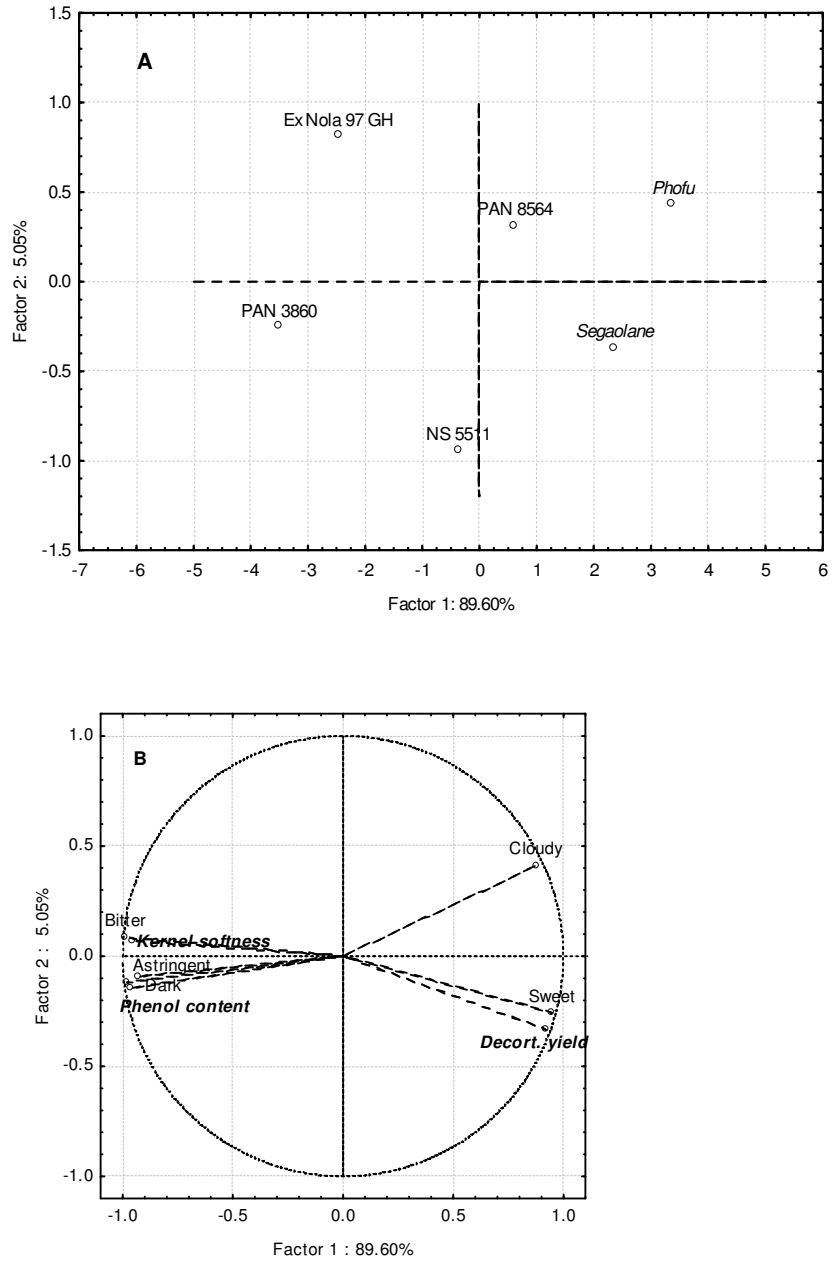 A
1.5
1.0
0.5
0.0
-0.5
-1.0
-1.5
Factor 2: 5.05%
Ex Nola 97 GH
Phofu
PAN 8564
PAN 3860
Segaolane
NS 5511
-7 -6 -5 -4 -3 -2 -1 0 1 2 3 4 5 6
Factor 1: 89.60%
B
1.0
0.5
0.0
-0.5
-1.0
Factor 2 : 5.05%
Cloudy
Bitter
Kernel softness
Astringent
Dark
Phenol content
Sweet
Decort. yield
-1.0 -0.5 0.0 0.5 1.0
Factor 1 : 89.60%